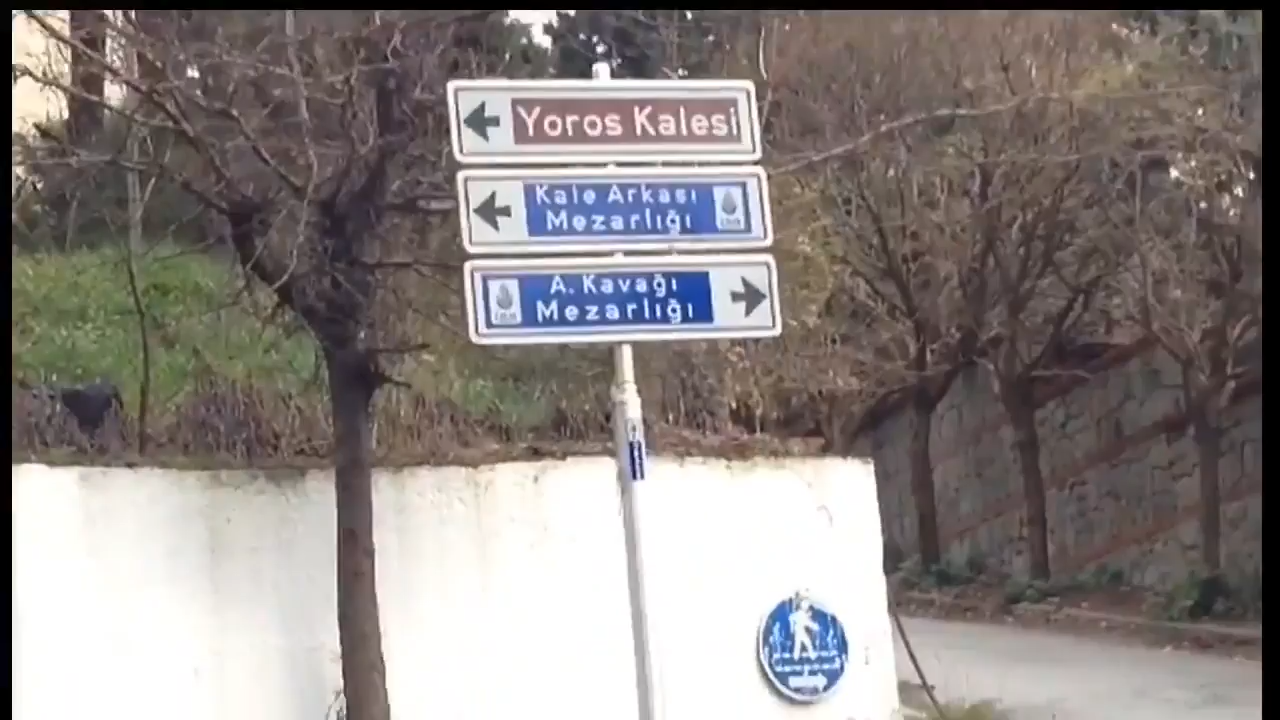 Yoros Kalesi
Kale Arkası
Mezarlığı
A. Kavağı
Mezarlığı